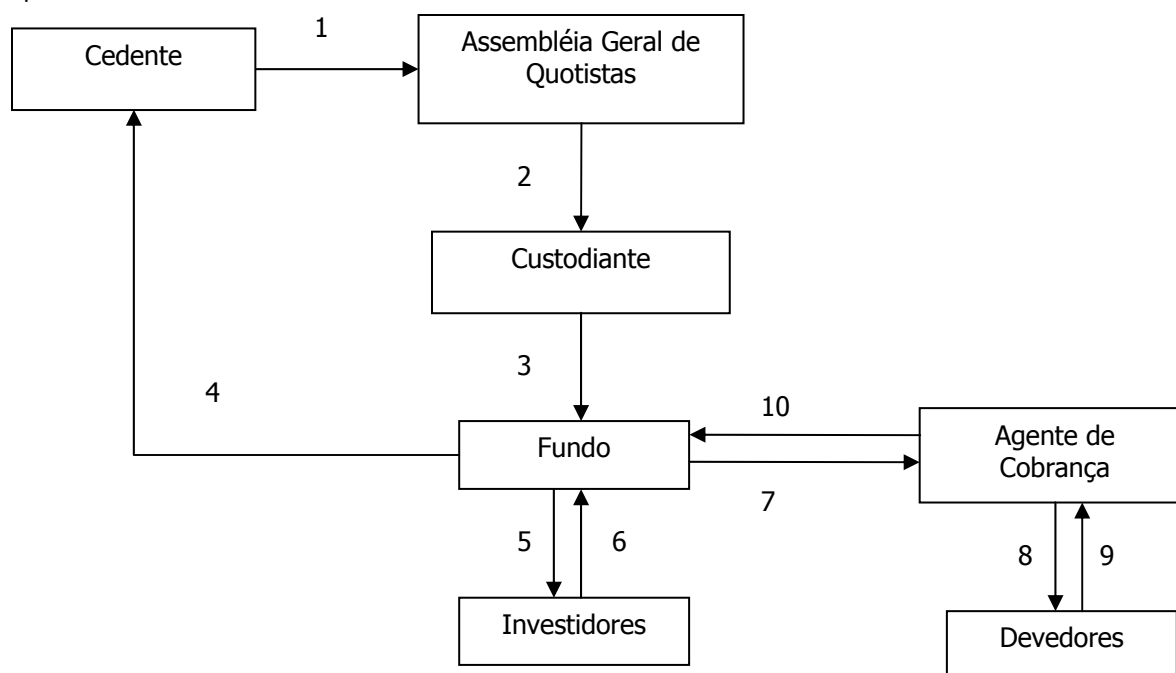 Cedente
1
Assembléia Geral de
Quotistas
2
Custodiante
3
4
Fundo
10
7
Agente de
Cobrança
5
6
8
9
Investidores
Devedores